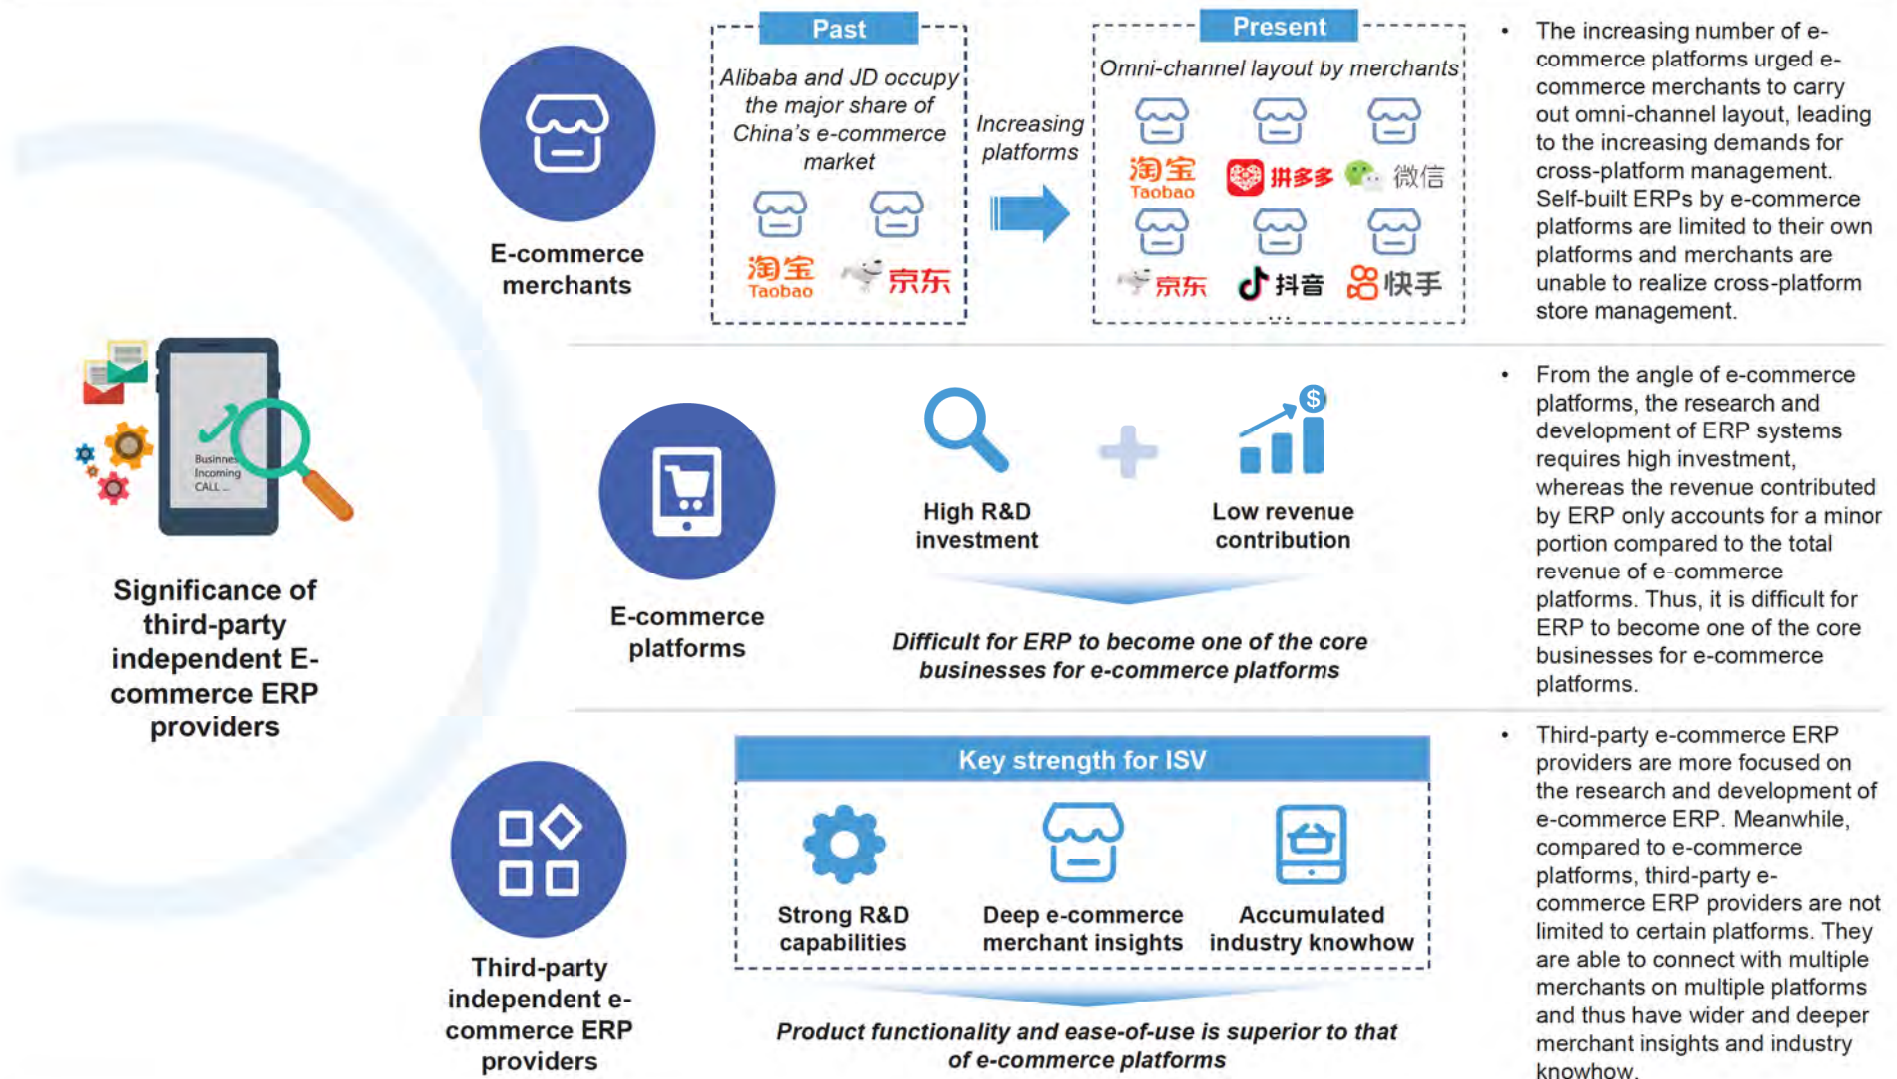 Significance of
third-party
independent E-
commerce ERP
providers
Businnes
Incoming
CALL ...
E-commerce
merchants
Past
Alibaba and JD occupy
the major share of
China's e-commerce
market
淘宝
Taobao
京东
Increasing
platforms
Present
Omni-channel layout by merchants
淘宝
Taobao
拼多多
微信
京东
抖音
快手
...
• The increasing number of e-
commerce platforms urged e-
commerce merchants to carry
out omni-channel layout, leading
to the increasing demands for
cross-platform management.
Self-built ERPs by e-commerce
platforms are limited to their own
platforms and merchants are
unable to realize cross-platform
store management.
E-commerce
platforms
High R&D
investment
$
Low revenue
contribution
Difficult for ERP to become one of the core
businesses for e-commerce platforms
• From the angle of e-commerce
platforms, the research and
development of ERP systems
requires high investment,
whereas the revenue contributed
by ERP only accounts for a minor
portion compared to the total
revenue of e-commerce
platforms. Thus, it is difficult for
ERP to become one of the core
businesses for e-commerce
platforms.
Third-party
independent e-
commerce ERP
providers
Key strength for ISV
Strong R&D
capabilities
Deep e-commerce
merchant insights
Accumulated
industry knowhow
Product functionality and ease-of-use is superior to that
of e-commerce platforms
• Third-party e-commerce ERP
providers are more focused on
the research and development of
e-commerce ERP. Meanwhile,
compared to e-commerce
platforms, third-party e-
commerce ERP providers are not
limited to certain platforms. They
are able to connect with multiple
merchants on multiple platforms
and thus have wider and deeper
merchant insights and industry
knowhow.